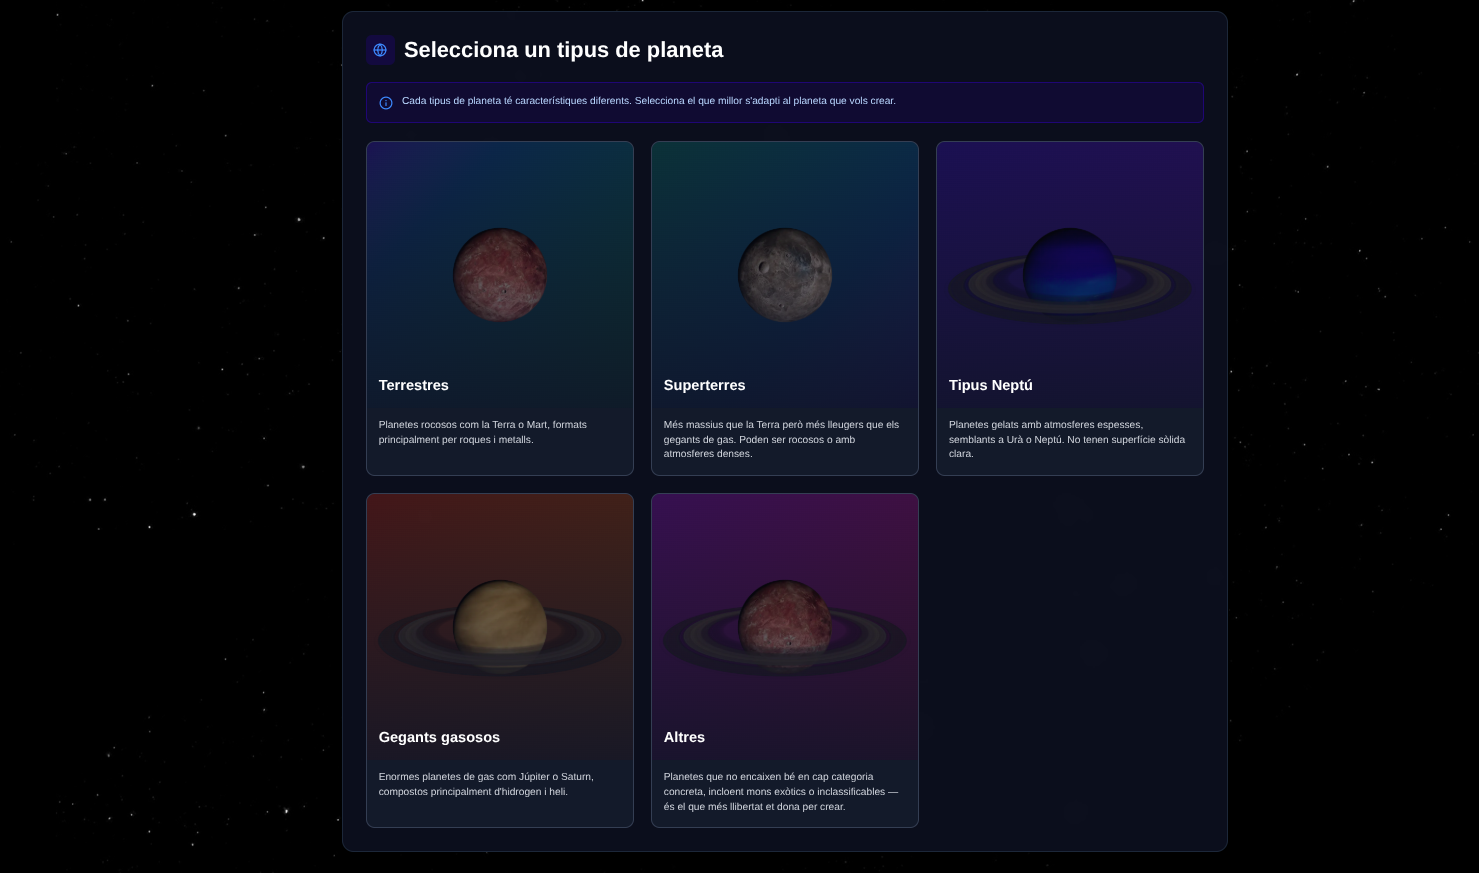 Selecciona un tipus de planeta
Cada tipus de planeta té característiques diferents. Selecciona el que millor s'adapti al planeta que vols crear.
Terrestres
Planetes rocosos com la Terra o Mart, formats
principalment per roques i metalls.
Superterres
Més massius que la Terra però més lleugers que els
gegants de gas. Poden ser rocosos o amb
atmosferes denses.
Tipus Neptú
Planetes gelats amb atmosferes espesses,
semblants a Urà o Neptú. No tenen superfície sòlida
clara.
Gegants gasosos
Enormes planetes de gas com Júpiter o Saturn,
compostos principalment d'hidrogen i heli.
Altres
Planetes que no encaixen bé en cap categoria
concreta, incloent mons exòtics o inclassificables —
és el que més llibertat et dona per crear.